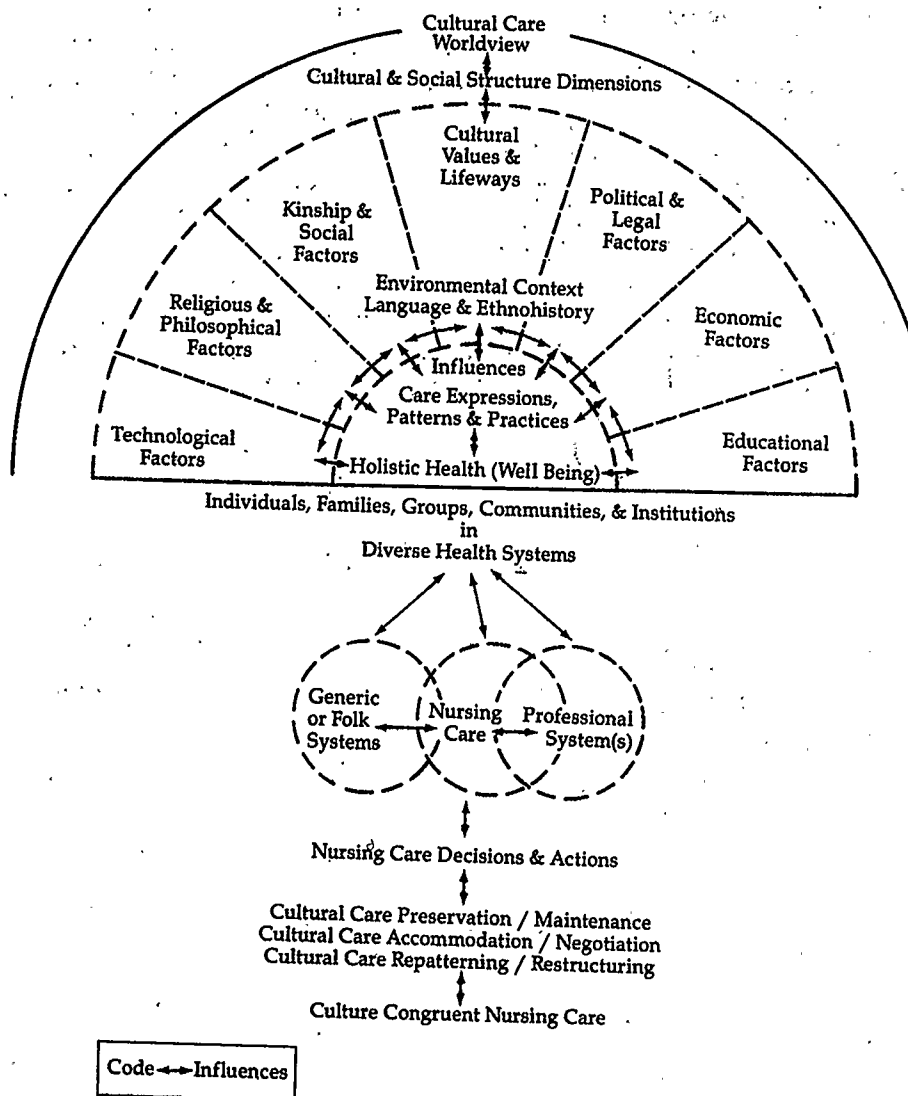 Cultural Care
Worldview
Cultural & Social Structure Dimensions
Cultural
Values &
Lifeways
Kinship &
Social
Factors
Political &
Legal
Factors
Religious &
Philosophical
Factors
Environmental Context
Language & Ethnohistory
Economic
Factors
Influences
Care Expressions,
Patterns & Practices
Technological
Factors
Holistic Health (Well Being)
Educational
Factors
Individuals, Families, Groups, Communities, & Institutions
in
Diverse Health Systems
Generic
or Folk
Systems
Nursing
Care
Professional
System(s)
Nursing Care Decisions & Actions
Cultural Care Preservation / Maintenance
Cultural Care Accommodation / Negotiation
Cultural Care Repatterning / Restructuring
Culture Congruent Nursing Care
Code Influences